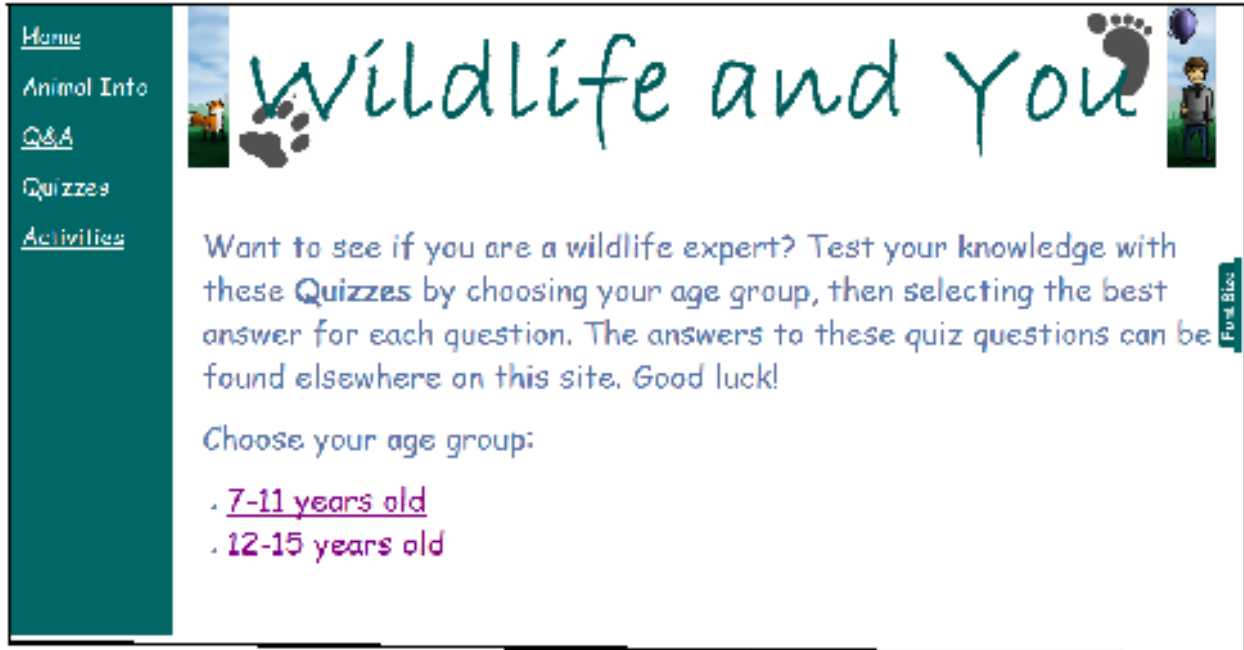 Home
Animal Info
Q&A
Quizzes
Activities
Wildlife and You
Want to see if you are a wildlife expert? Test your knowledge with
these Quizzes by choosing your age group, then selecting the best
answer for each question. The answers to these quiz questions can be
found elsewhere on this site. Good luck!
Font Size
Choose your age group:
7-11 years old
12-15 years old